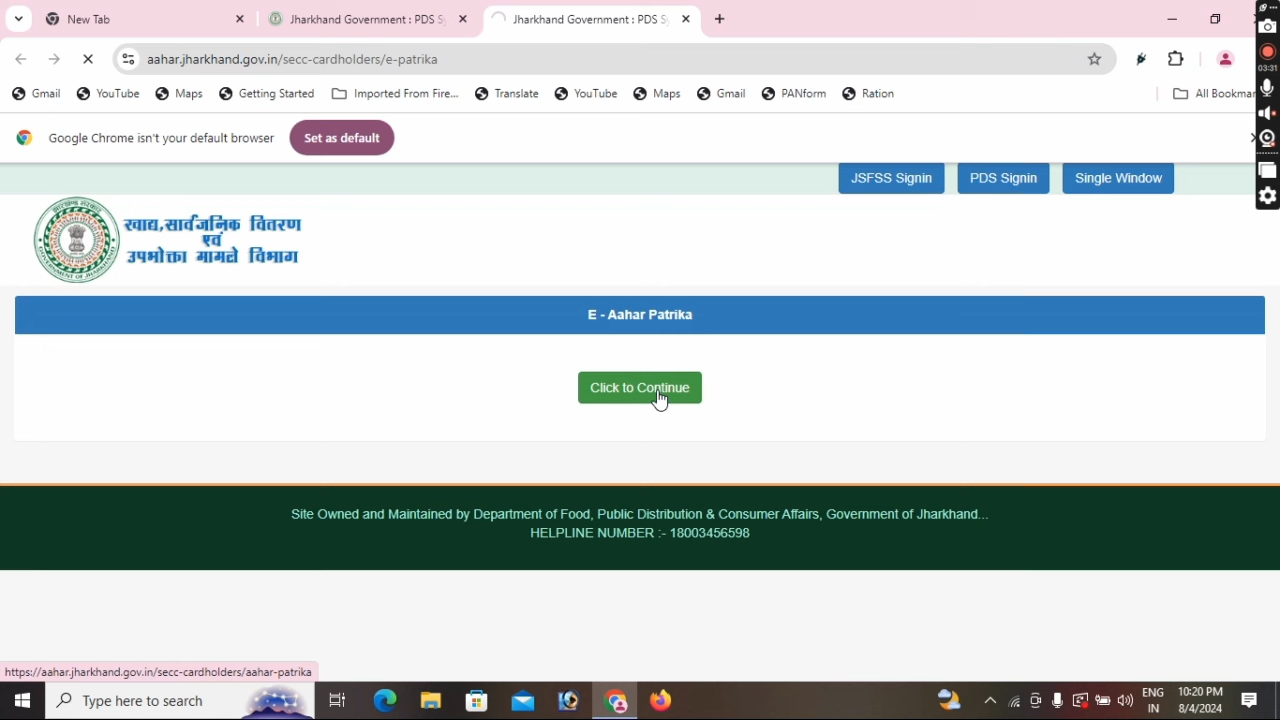 New Tab
Jharkhand Government : PDS S
Jharkhand Government : PDS S
aahar.jharkhand.gov.in/secc-cardholders/e-patrika
03:31
Gmail YouTube Maps Getting Started Imported From Fire... Translate YouTube Maps Gmail PANform Ration All Bookmar
Google Chrome isn't your default browser Set as default
JSFSS Signin PDS Signin Single Window
खाद्य,सार्वजनिक वितरण
एवं
उपभोक्ता मामले विभाग
E - Aahar Patrika
Click to Continue
Site Owned and Maintained by Department of Food, Public Distribution & Consumer Affairs, Government of Jharkhand...
HELPLINE NUMBER :- 18003456598
https://aahar.jharkhand.gov.in/secc-cardholders/aahar-patrika
Type here to search
ENG
IN
10:20 PM
8/4/2024